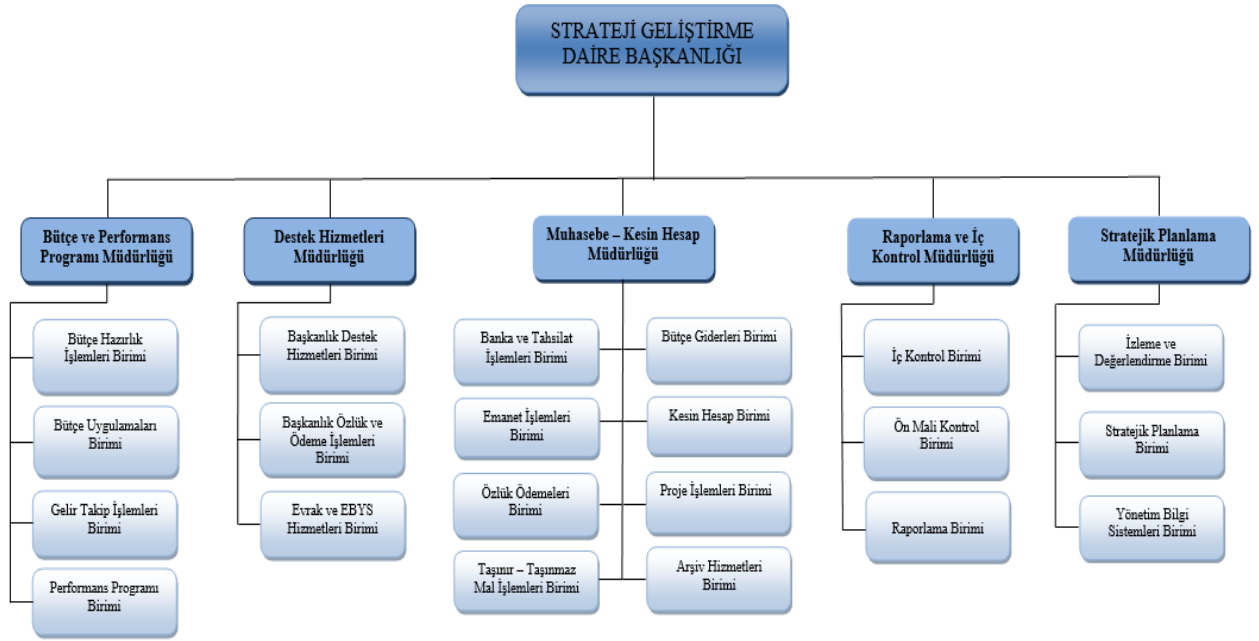 STRATEJİ GELİŞTİRME
DAİRE BAŞKANLIĞI
Bütçe ve Performans
Programı Müdürlüğü
Bütçe Hazırlık
İşlemleri Birimi
Bütçe Uygulamaları
Birimi
Gelir Takip İşlemleri
Birimi
Performans Programı
Birimi
Destek Hizmetleri
Müdürlüğü
Başkanlık Destek
Hizmetleri Birimi
Başkanlık Özlük ve
Ödeme İşlemleri
Birimi
Evrak ve EBYS
Hizmetleri Birimi
Muhasebe – Kesin Hesap
Müdürlüğü
Banka ve Tahsilat
İşlemleri Birimi
Bütçe Giderleri Birimi
Emanet İşlemleri
Birimi
Kesin Hesap Birimi
Özlük Ödemeleri
Birimi
Proje İşlemleri Birimi
Taşınır – Taşınmaz
Mal İşlemleri Birimi
Arşiv Hizmetleri
Birimi
Raporlama ve İç
Kontrol Müdürlüğü
İç Kontrol Birimi
Ön Mali Kontrol
Birimi
Raporlama Birimi
Stratejik Planlama
Müdürlüğü
İzleme ve
Değerlendirme Birimi
Stratejik Planlama
Birimi
Yönetim Bilgi
Sistemleri Birimi